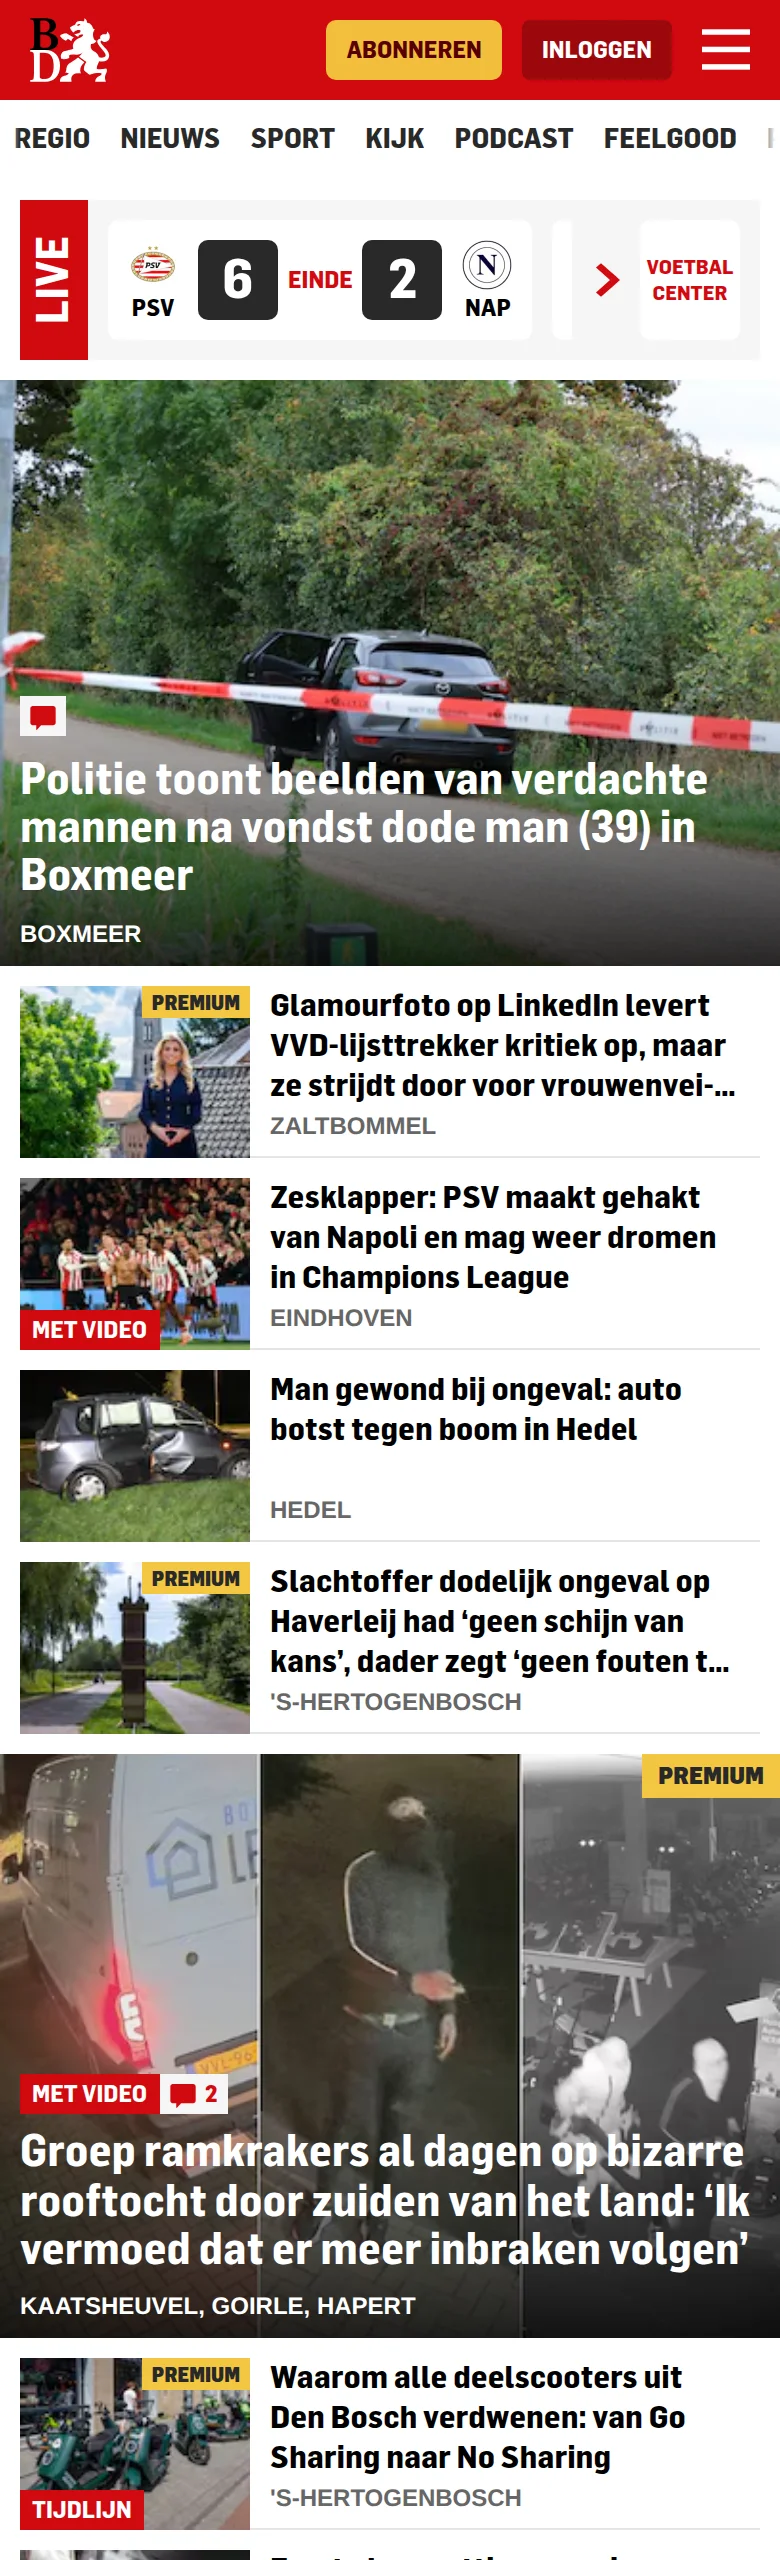 B
D
ABONNEREN
INLOGGEN
REGIO NIEUWS SPORT KIJK PODCAST FEELGOOD
LIVE
PSV
PSV
6
EINDE
2
N
NAP
VOETBAL
CENTER
Politie toont beelden van verdachte
mannen na vondst dode man (39) in
Boxmeer
BOXMEER
PREMIUM
Glamourfoto op LinkedIn levert
VVD-lijsttrekker kritiek op, maar
ze strijdt door voor vrouwenvei-...
ZALTBOMMEL
MET VIDEO
Zesklapper: PSV maakt gehakt
van Napoli en mag weer dromen
in Champions League
EINDHOVEN
Man gewond bij ongeval: auto
botst tegen boom in Hedel
HEDEL
PREMIUM
Slachtoffer dodelijk ongeval op
Haverleij had ‘geen schijn van
kans’, dader zegt ‘geen fouten t...
'S-HERTOGENBOSCH
PREMIUM
MET VIDEO
2
Groep ramkrakers al dagen op bizarre
rooftocht door zuiden van het land: ‘Ik
vermoed dat er meer inbraken volgen’
KAATSHEUVEL, GOIRLE, HAPERT
PREMIUM
TIJDLIJN
Waarom alle deelscooters uit
Den Bosch verdwenen: van Go
Sharing naar No Sharing
'S-HERTOGENBOSCH